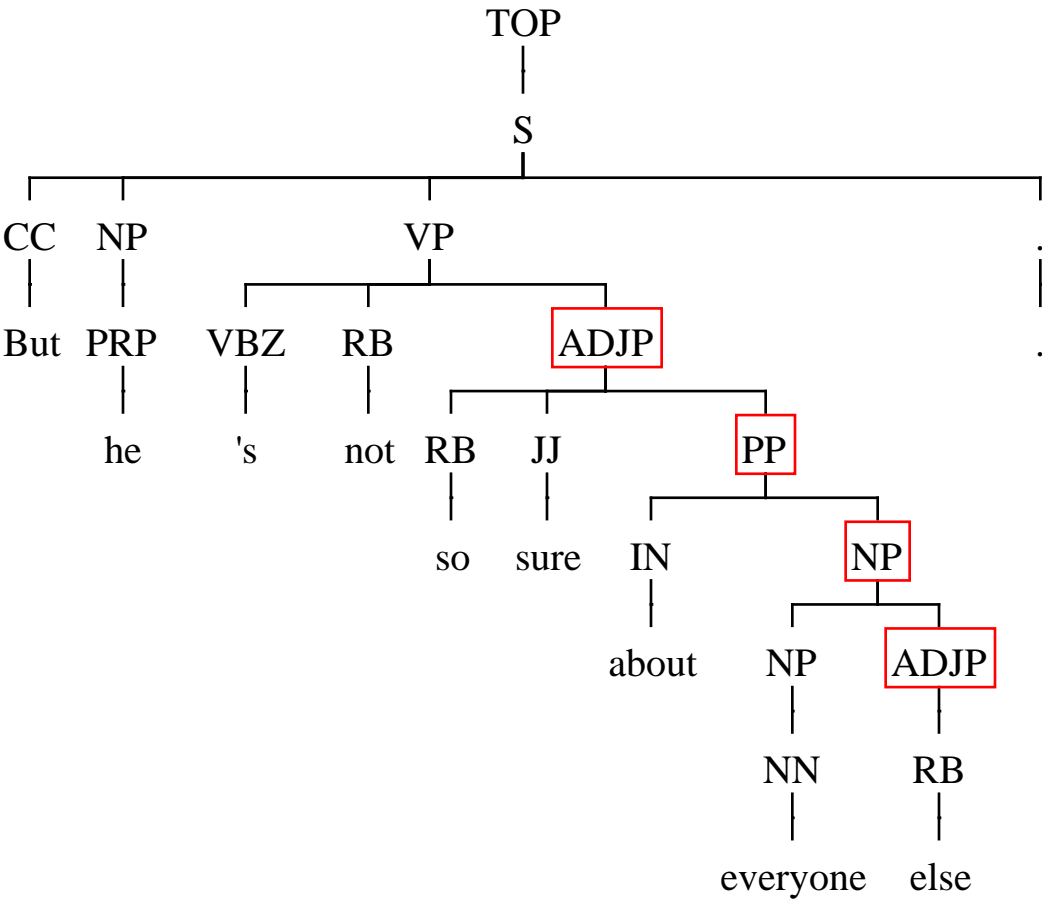 TOP
S
CC NP VP .
But PRP VBZ RB ADJP .
he 's not RB JJ PP
so sure IN NP
about NP ADJP
NN RB
everyone else